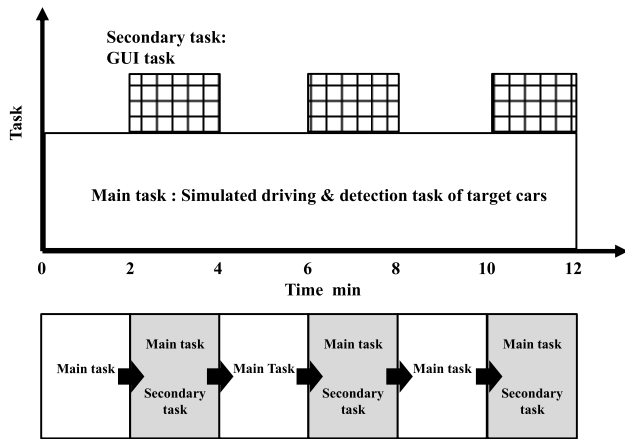 Secondary task:
GUI task
Task
Main task : Simulated driving & detection task of target cars
0 2 4 6 8 10 12
Time min
Main task
Main task
Secondary
task
Main Task
Main task
Secondary
task
Main task
Main task
Secondary
task